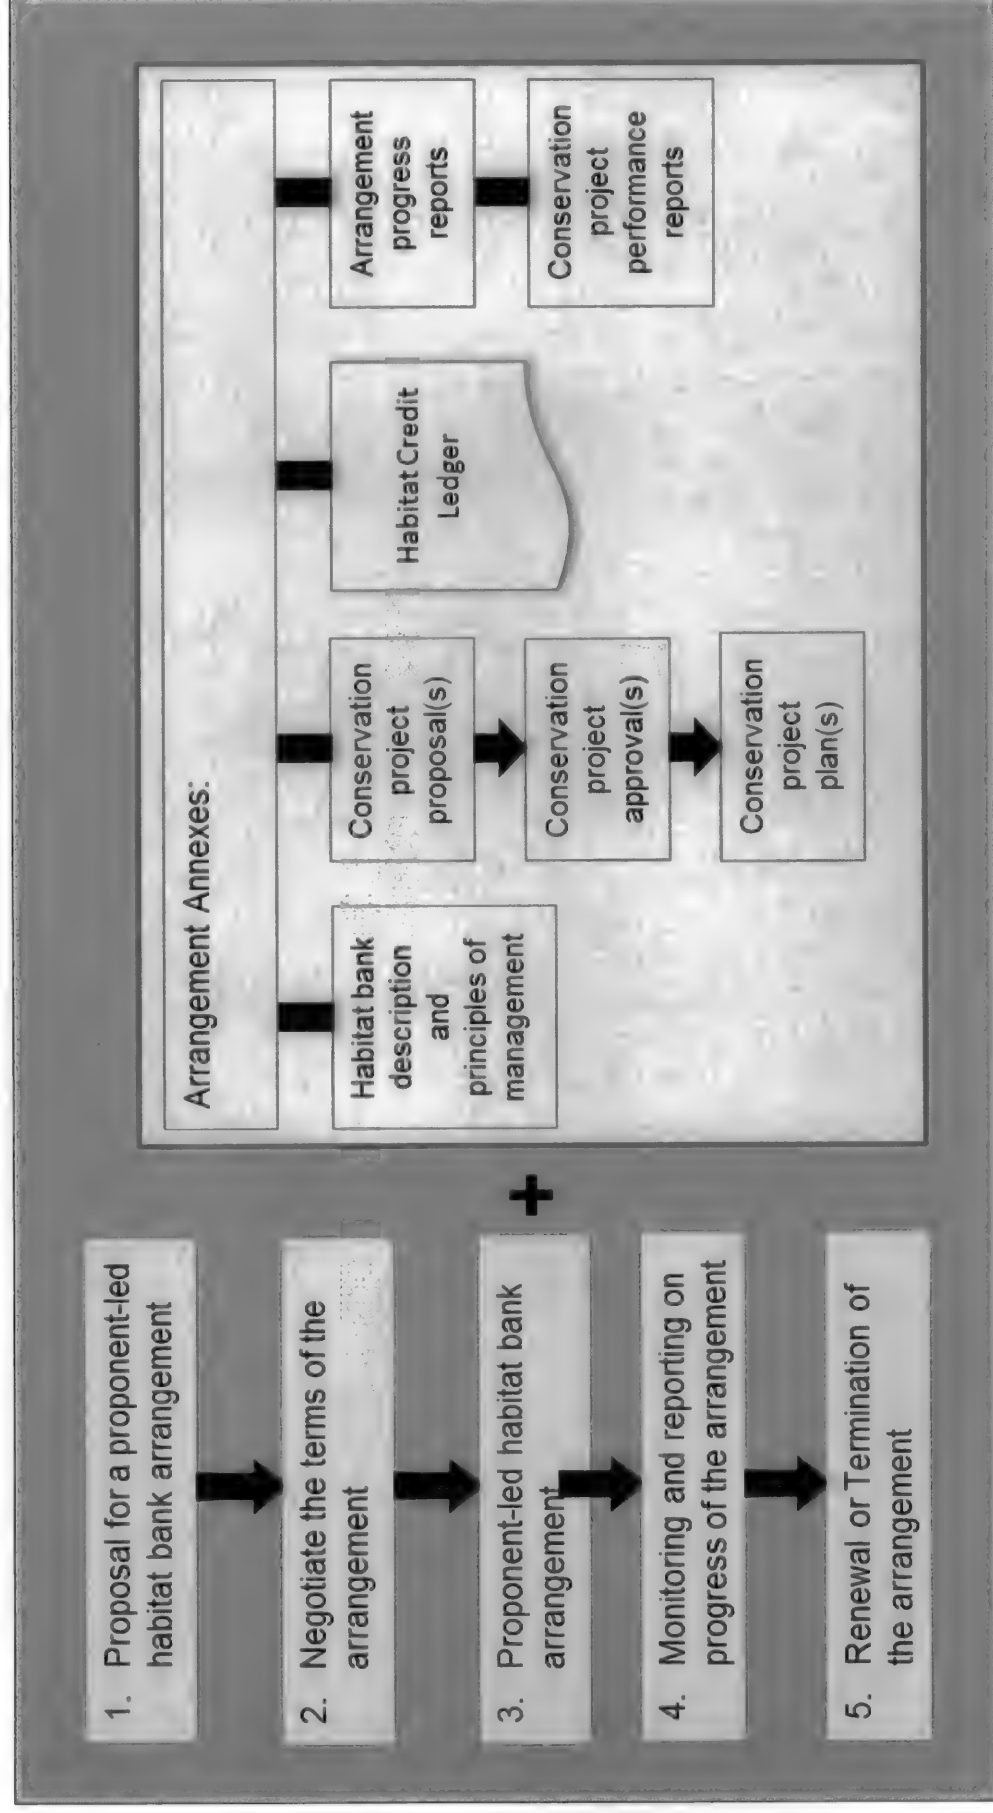 1. Proposal for a proponent-led
habitat bank arrangement
2. Negotiate the terms of the
arrangement
3. Proponent-led habitat bank
arrangement
4. Monitoring and reporting on
progress of the arrangement
5. Renewal or Termination of
the arrangement
+
Arrangement Annexes:
Habitat bank
description
and
principles of
management
Conservation
project
proposal(s)
Conservation
project
approval(s)
Conservation
project
plan(s)
Habitat Credit
Ledger
Arrangement
progress
reports
Conservation
project
performance
reports